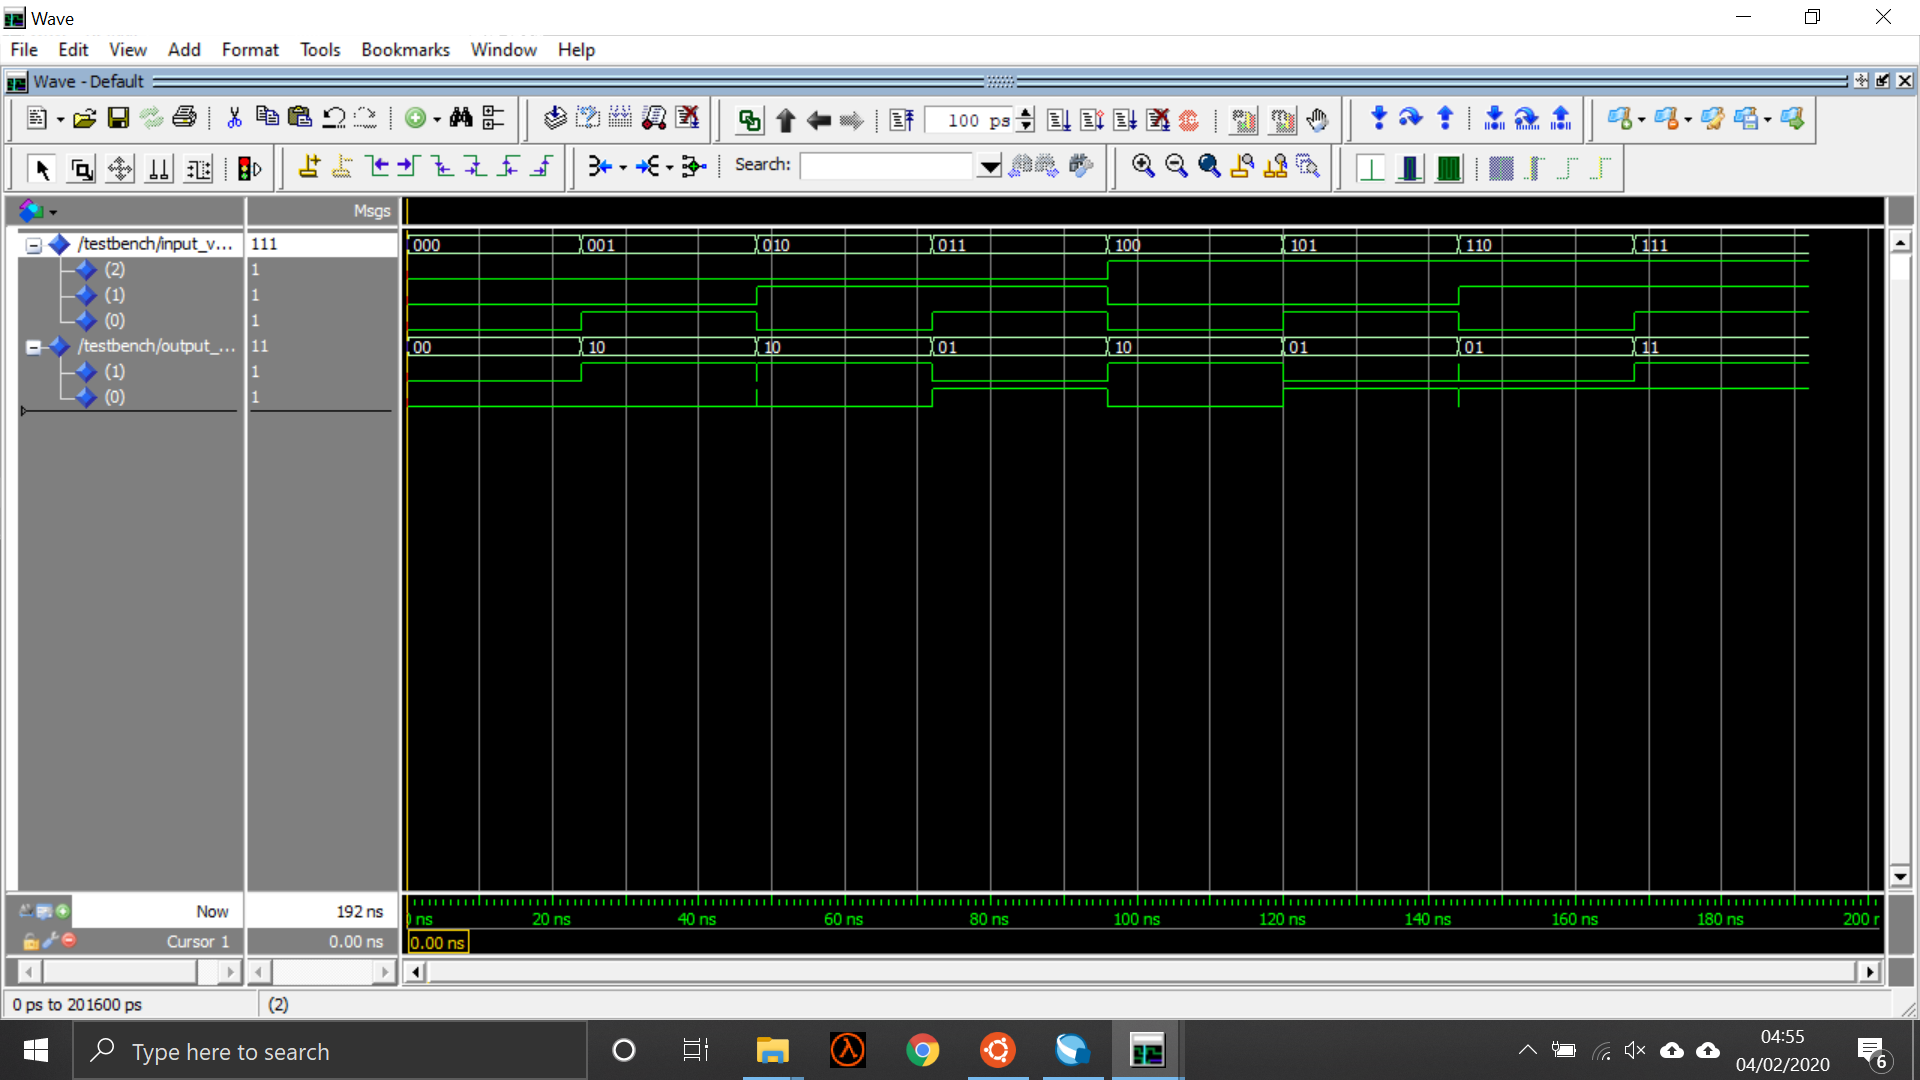 Wave
File Edit View Add Format Tools Bookmarks Window Help
Wave - Default
100 ps
Search:
Msgs
/testbench/input_v... 111 000 001 010 011 100 101 110 111
(2) 1
(1) 1
(0) 1
/testbench/output_... 11 00 10 10 01 10 01 01 11
(1) 1
(0) 1
Now 192 ns
ns 20 ns 40 ns 60 ns 80 ns 100 ns 120 ns 140 ns 160 ns 180 ns 200
Cursor 1 0.00 ns 0.00 ns
0 ps to 201600 ps (2)
Type here to search
04:55
04/02/2020
6